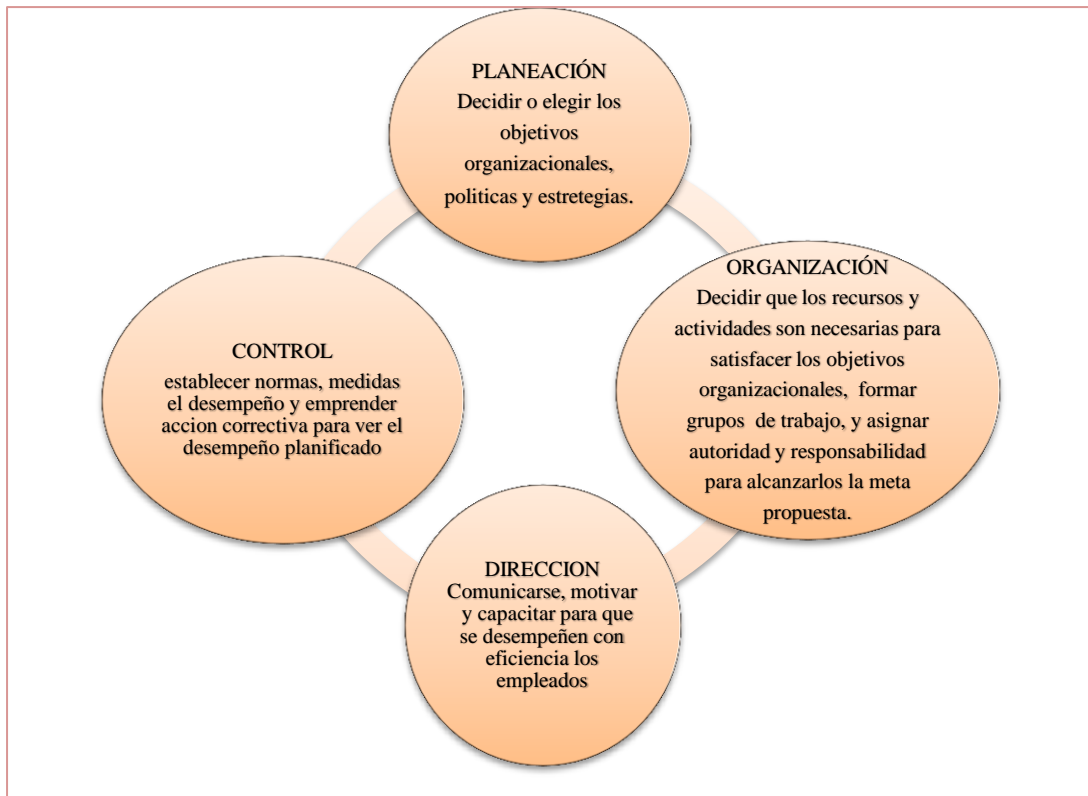 PLANEACIÓN
Decidir o elegir los
objetivos
organizacionales,
politicas y estretegias.
ORGANIZACIÓN
Decidir que los recursos y
actividades son necesarias para
satisfacer los objetivos
organizacionales, formar
grupos de trabajo, y asignar
autoridad y responsabilidad
para alcanzarlos la meta
propuesta.
DIRECCION
Comunicarse, motivar
y capacitar para que
se desempeñen con
eficiencia los
empleados
CONTROL
establecer normas, medidas
el desempeño y emprender
accion correctiva para ver el
desempeño planificado